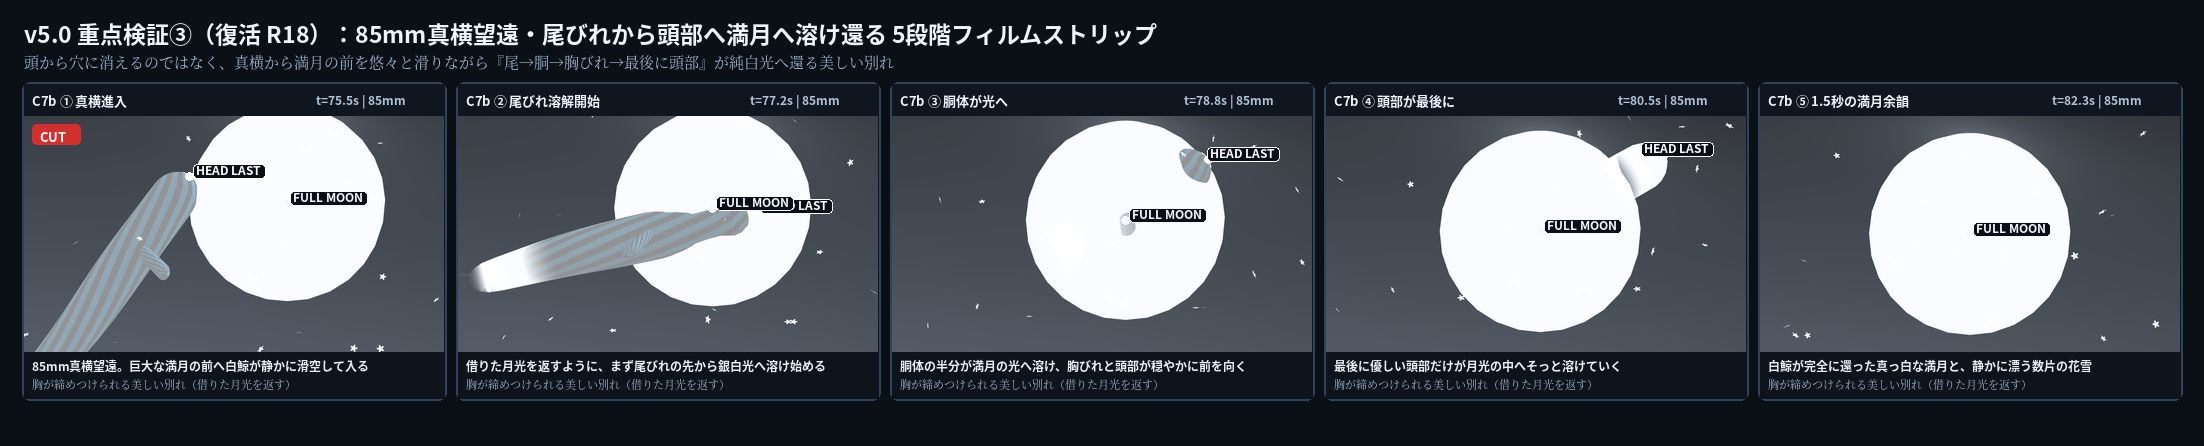 v5.0 重点検証③（復活 R18）：85mm真横望遠・尾びれから頭部へ満月へ溶け還る 5段階フィルムストリップ
頭から穴に消えるのではなく、真横から満月の前を悠々と滑りながら『尾→胴→胸びれ→最後に頭部』が純白光へ還る美しい別れ
C7b ① 真横進入 t=75.5s | 85mm
CUT
HEAD LAST
FULL MOON
85mm真横望遠。巨大な満月の前へ白鯨が静かに滑空して入る
胸が締めつけられる美しい別れ（借りた月光を返す）
C7b ② 尾びれ溶解開始 t=77.2s | 85mm
FULL MOON
LAST
借りた月光を返すように、まず尾びれの先から銀白光へ溶け始める
胸が締めつけられる美しい別れ（借りた月光を返す）
C7b ③ 胴体が光へ t=78.8s | 85mm
HEAD LAST
FULL MOON
胴体の半分が満月の光へ溶け、胸びれと頭部が穏やかに前を向く
胸が締めつけられる美しい別れ（借りた月光を返す）
C7b ④ 頭部が最後に t=80.5s | 85mm
HEAD LAST
FULL MOON
最後に優しい頭部だけが月光の中へそっと溶けていく
胸が締めつけられる美しい別れ（借りた月光を返す）
C7b ⑤ 1.5秒の満月余韻 t=82.3s | 85mm
FULL MOON
白鯨が完全に還った真っ白な満月と、静かに漂う数片の花雪
胸が締めつけられる美しい別れ（借りた月光を返す）